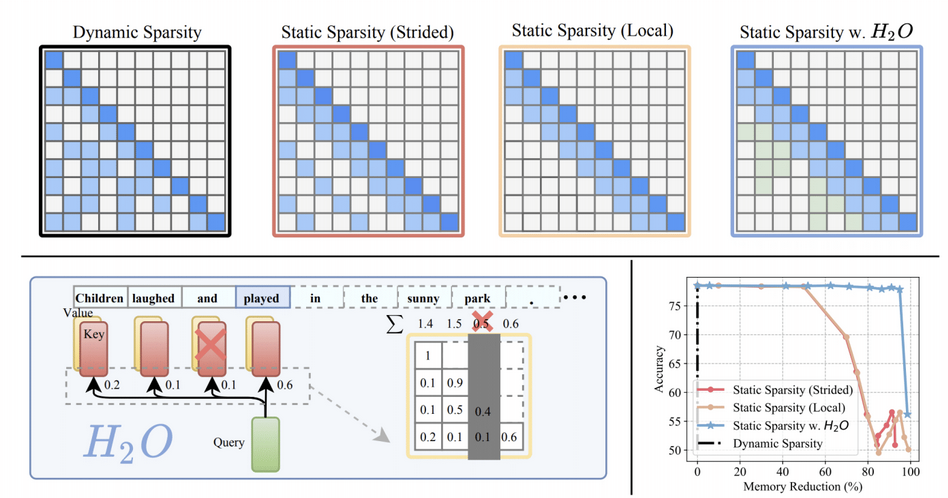 Dynamic Sparsity
Static Sparsity (Strided)
Static Sparsity (Local)
Static Sparsity w. H₂O
Children laughed and played in the sunny park . •••
Value
Key
0.2 0.1 0.1 0.6
H₂O
Query
∑ 1.4 1.5 0.5 0.6
1
0.1 0.9
0.1 0.5 0.4
0.2 0.1 0.1 0.6
Accuracy
75
70
65
60
55
50
Static Sparsity (Strided)
Static Sparsity (Local)
Static Sparsity w. H₂O
Dynamic Sparsity
0 20 40 60 80 100
Memory Reduction (%)